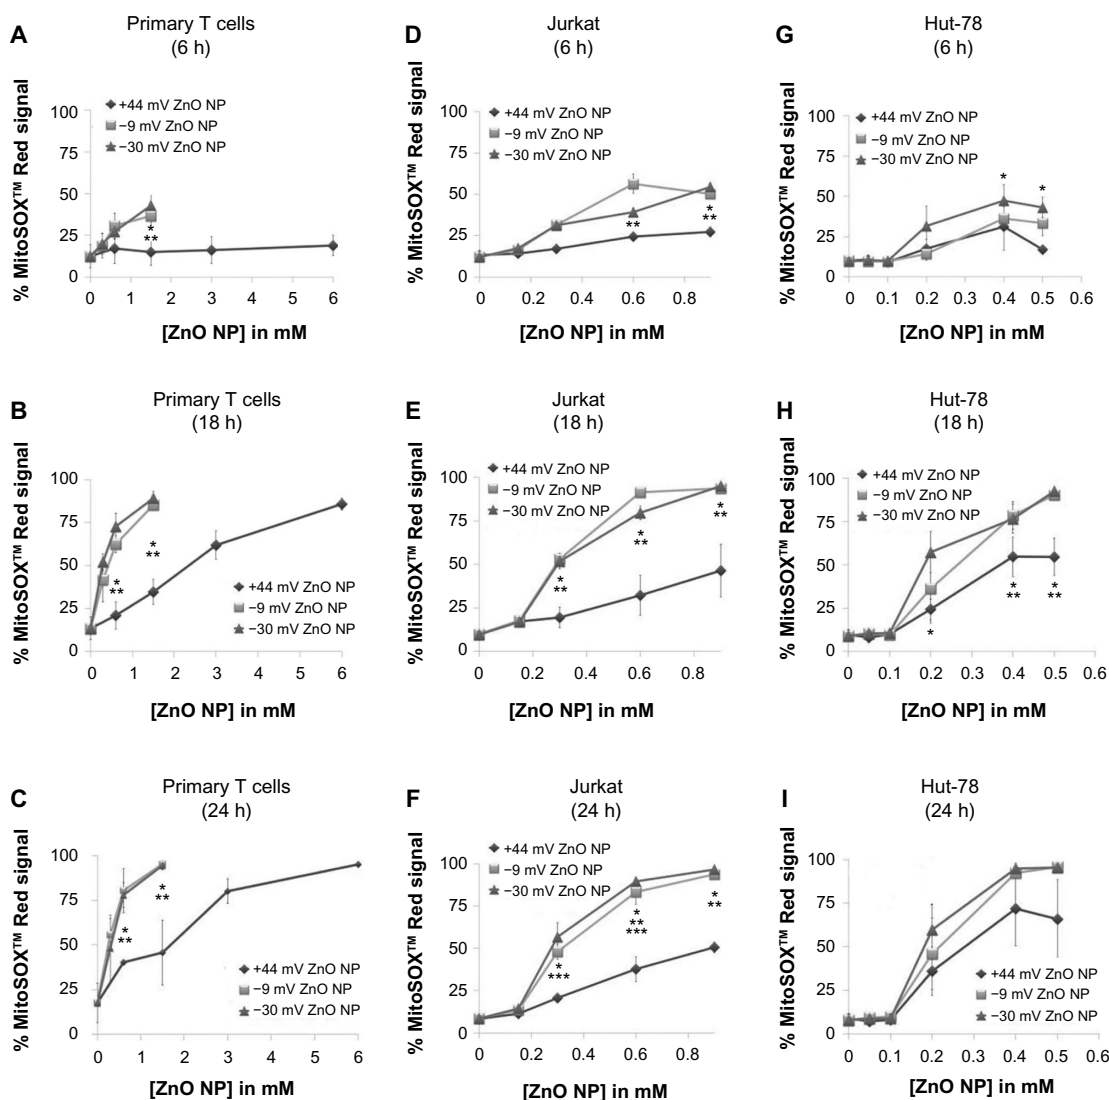 A
Primary T cells
(6 h)
% MitoSOX™ Red signal
100
75
50
25
0
+44 mV ZnO NP
−9 mV ZnO NP
−30 mV ZnO NP
*
**
0 1 2 3 4 5 6
[ZnO NP] in mM
D
Jurkat
(6 h)
% MitoSOX™ Red signal
100
75
50
25
0
+44 mV ZnO NP
−9 mV ZnO NP
−30 mV ZnO NP
**
*
**
0 0.2 0.4 0.6 0.8
[ZnO NP] in mM
G
Hut-78
(6 h)
% MitoSOX™ Red signal
100
75
50
25
0
+44 mV ZnO NP
−9 mV ZnO NP
−30 mV ZnO NP
* *
0 0.1 0.2 0.3 0.4 0.5 0.6
[ZnO NP] in mM
B
Primary T cells
(18 h)
% MitoSOX™ Red signal
100
75
50
25
0
*
**
*
**
+44 mV ZnO NP
−9 mV ZnO NP
−30 mV ZnO NP
0 1 2 3 4 5 6
[ZnO NP] in mM
E
Jurkat
(18 h)
% MitoSOX™ Red signal
100
75
50
25
0
+44 mV ZnO NP
−9 mV ZnO NP
−30 mV ZnO NP
*
**
*
**
*
**
0 0.2 0.4 0.6 0.8
[ZnO NP] in mM
H
Hut-78
(18 h)
% MitoSOX™ Red signal
100
75
50
25
0
+44 mV ZnO NP
−9 mV ZnO NP
−30 mV ZnO NP
*
*
**
*
**
0 0.1 0.2 0.3 0.4 0.5 0.6
[ZnO NP] in mM
C
Primary T cells
(24 h)
% MitoSOX™ Red signal
100
75
50
25
0
*
**
*
**
+44 mV ZnO NP
−9 mV ZnO NP
−30 mV ZnO NP
0 1 2 3 4 5 6
[ZnO NP] in mM
F
Jurkat
(24 h)
% MitoSOX™ Red signal
100
75
50
25
0
+44 mV ZnO NP
−9 mV ZnO NP
−30 mV ZnO NP
*
***
*
**
***
*
**
0 0.2 0.4 0.6 0.8
[ZnO NP] in mM
I
Hut-78
(24 h)
% MitoSOX™ Red signal
100
75
50
25
0
+44 mV ZnO NP
−9 mV ZnO NP
−30 mV ZnO NP
0 0.1 0.2 0.3 0.4 0.5 0.6
[ZnO NP] in mM